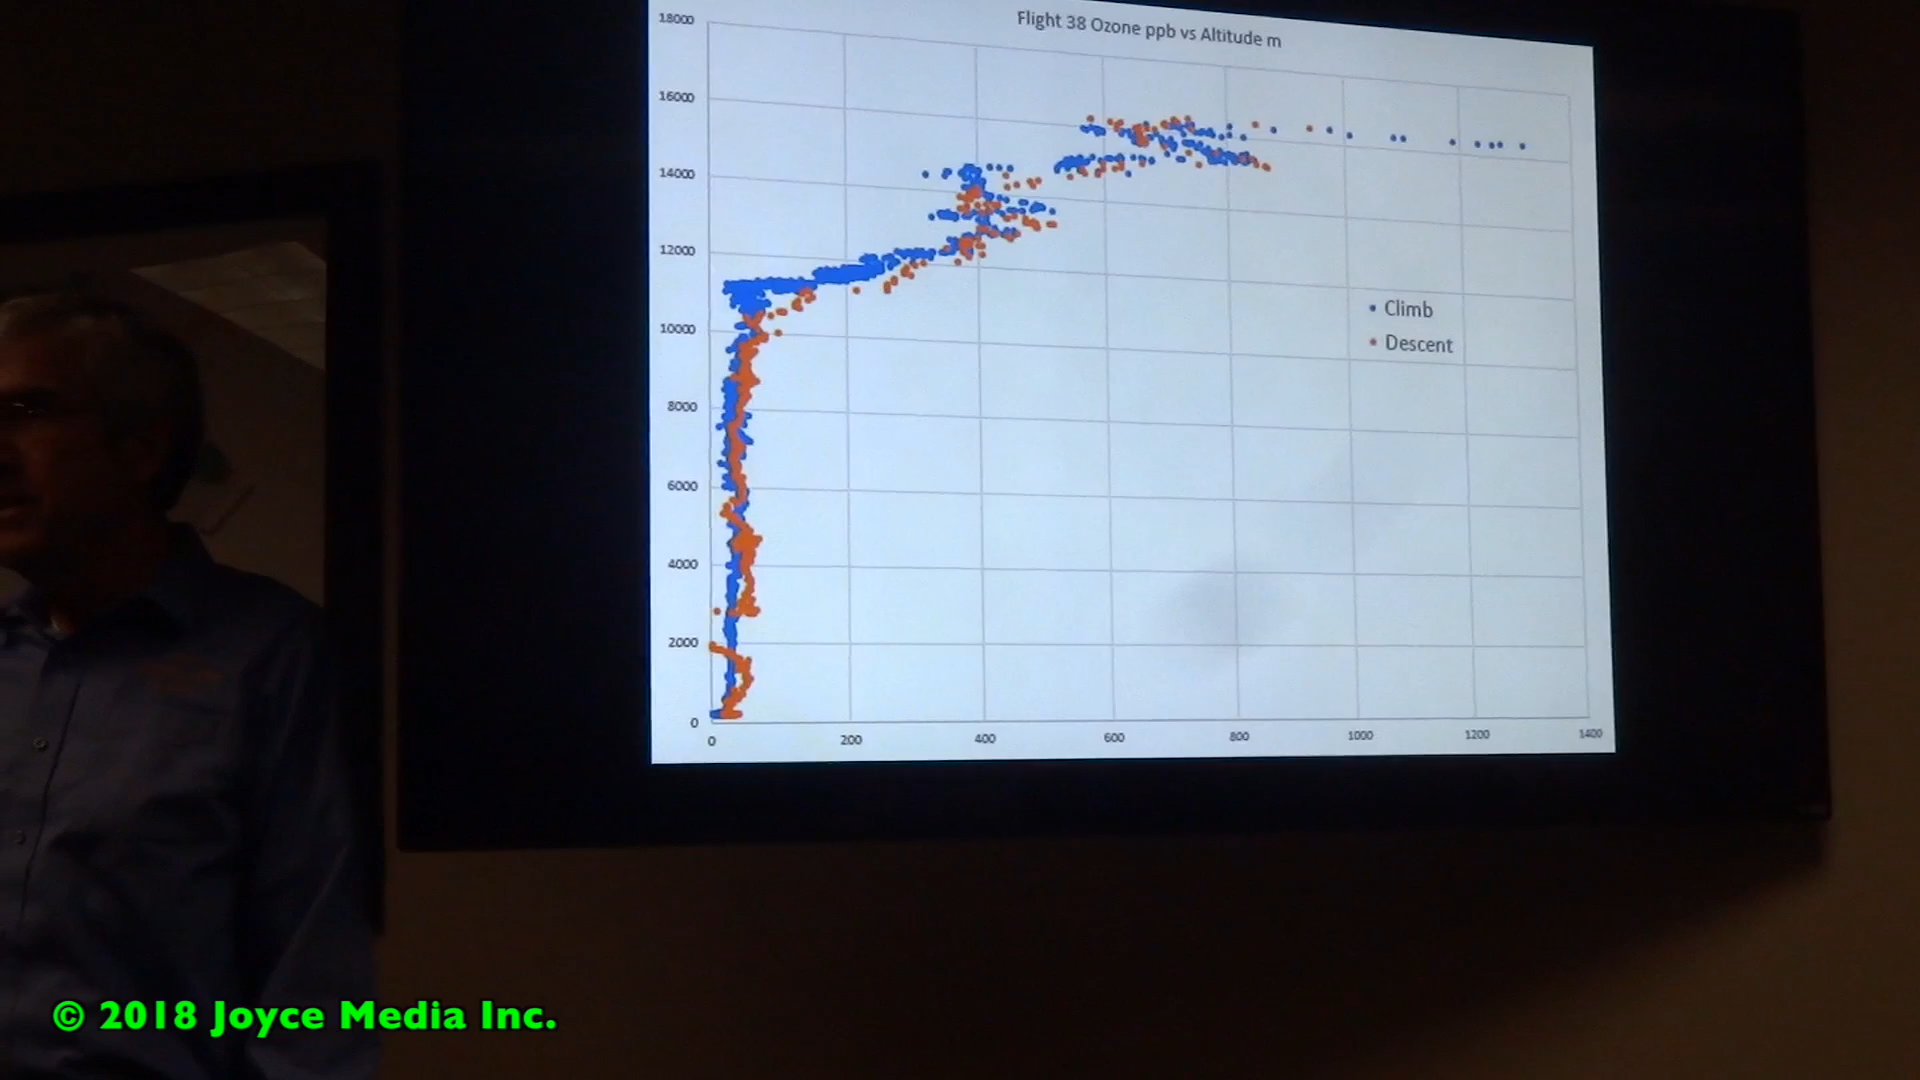 Flight 38 Ozone ppb vs Altitude m
18000
16000
14000
12000
10000
8000
6000
4000
2000
0
0 200 400 600 800 1000 1200 1400
Climb
Descent
© 2018 Joyce Media Inc.